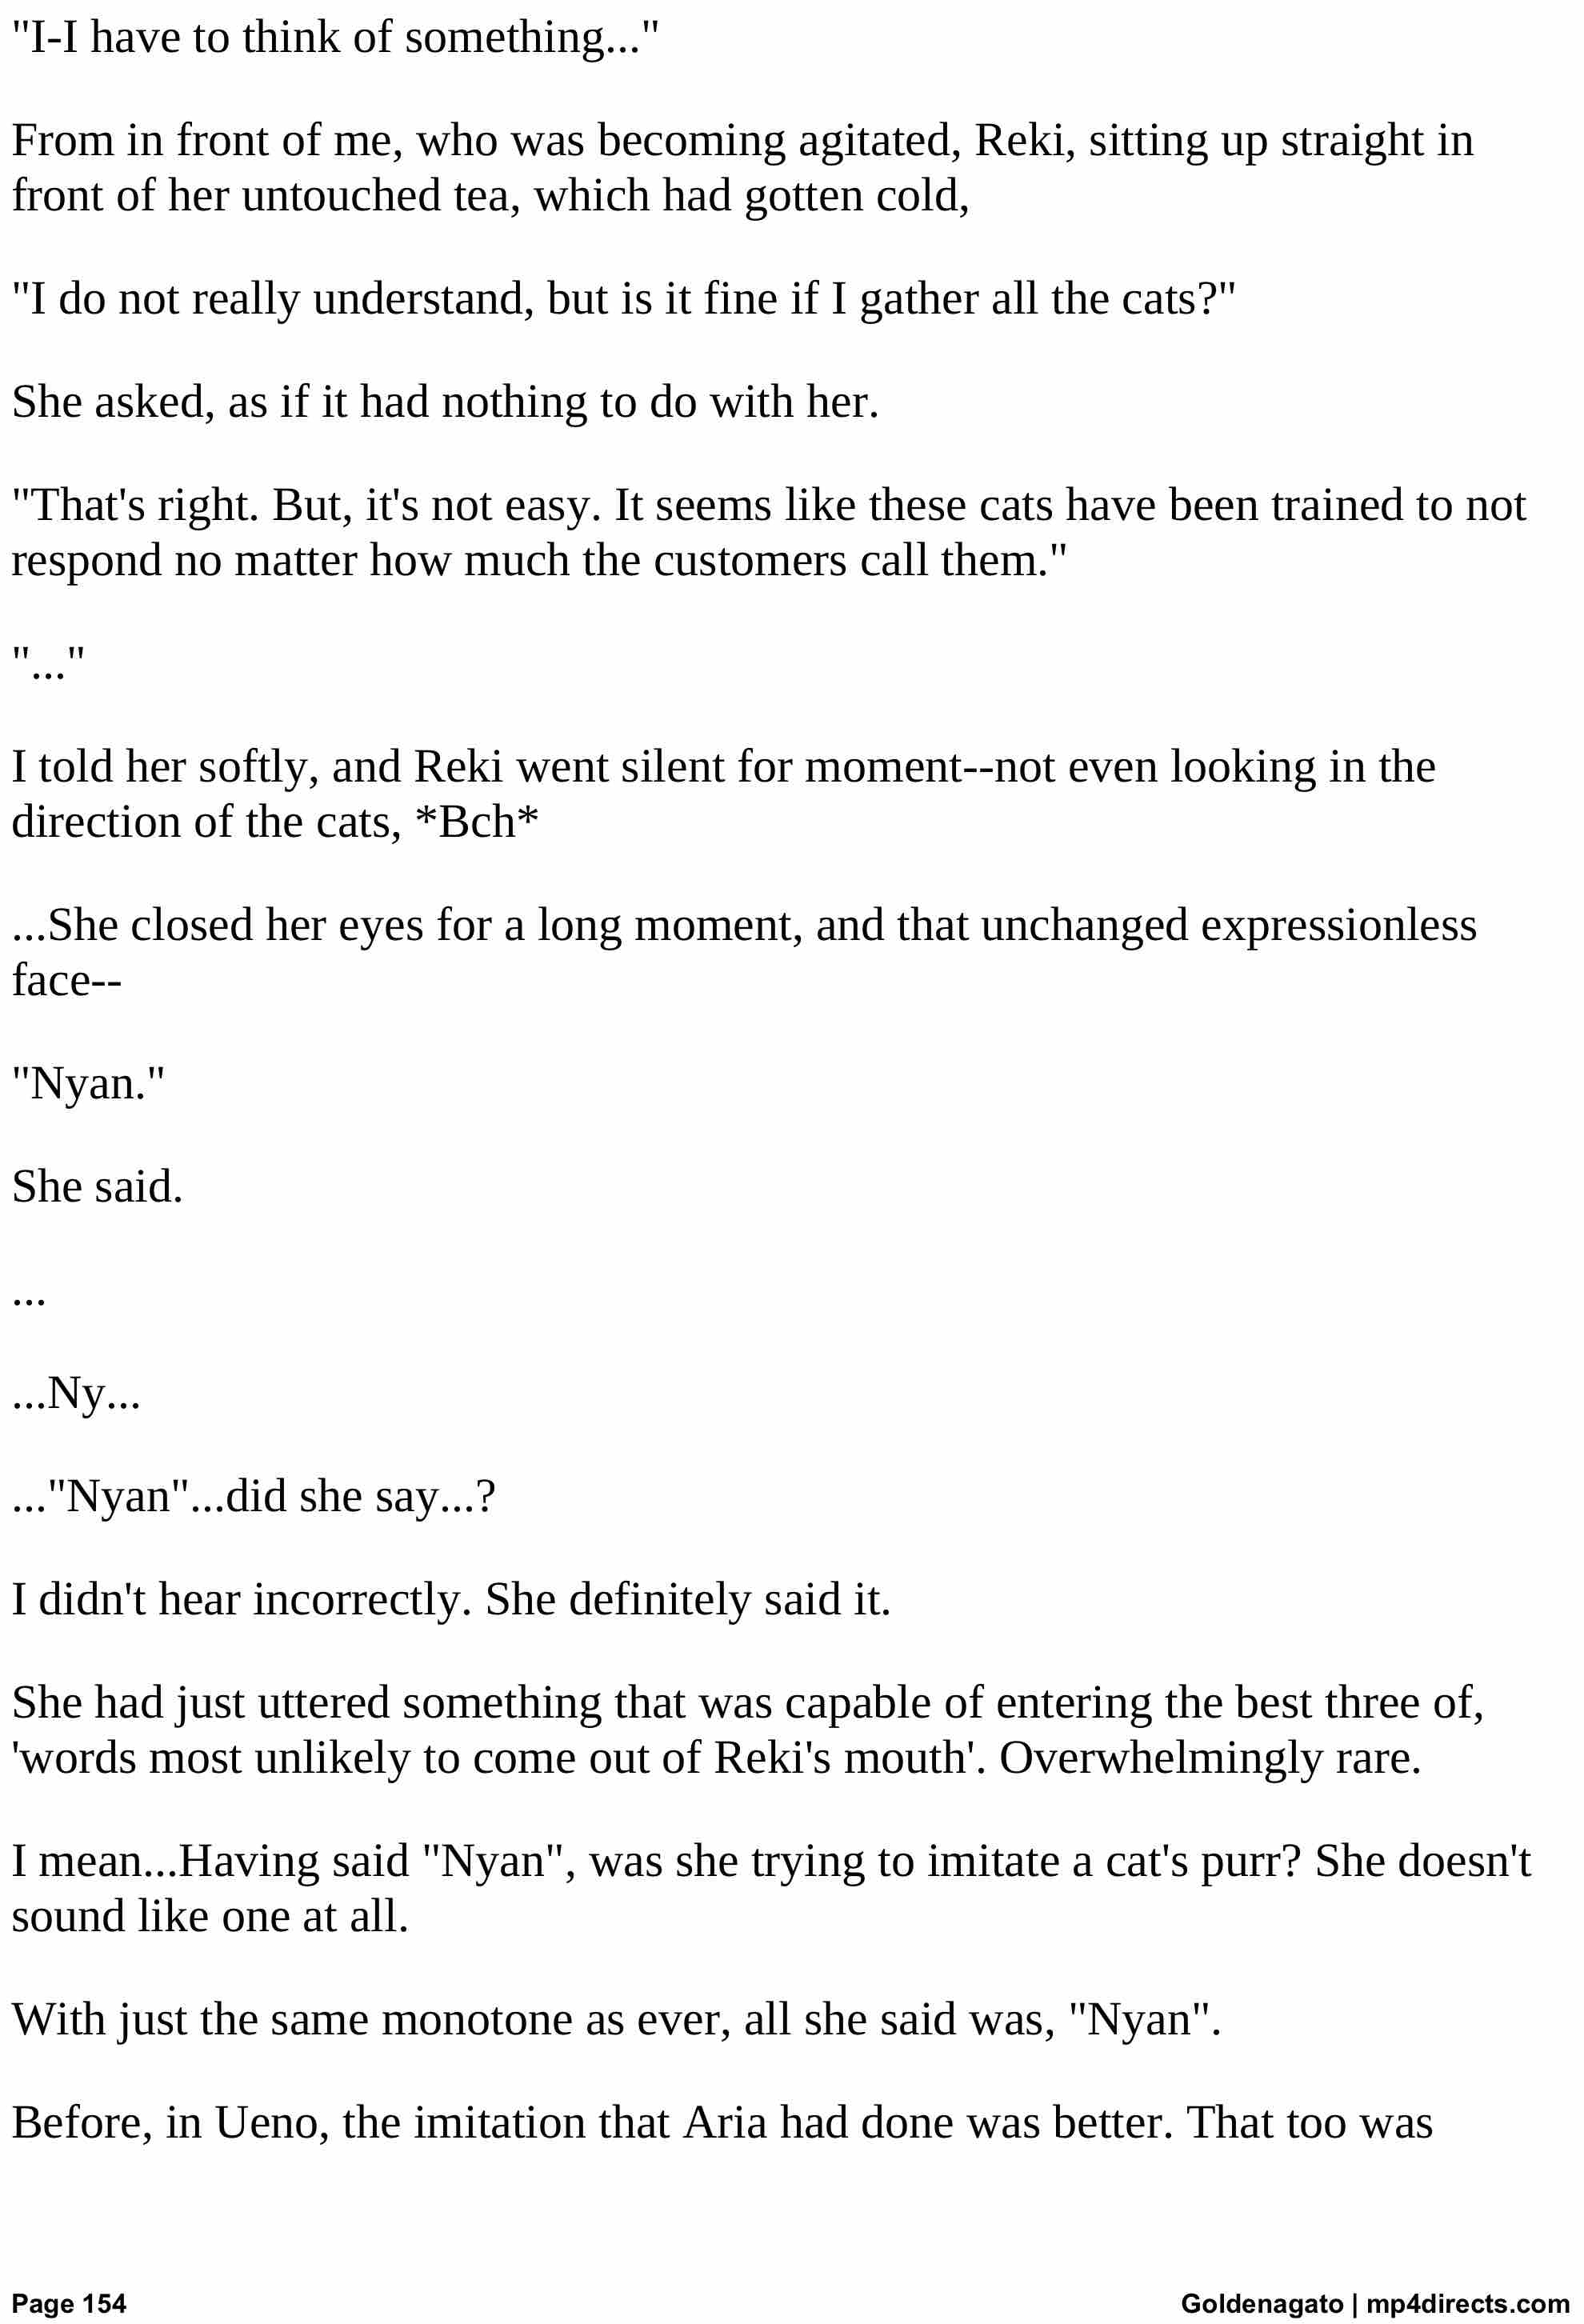 "I-I have to think of something..."
From in front of me, who was becoming agitated, Reki, sitting up straight in
front of her untouched tea, which had gotten cold,
"I do not really understand, but is it fine if I gather all the cats?"
She asked, as if it had nothing to do with her.
"That's right. But, it's not easy. It seems like these cats have been trained to not
respond no matter how much the customers call them."
"..."
I told her softly, and Reki went silent for moment--not even looking in the
direction of the cats, *Bch*
...She closed her eyes for a long moment, and that unchanged expressionless
face--
"Nyan."
She said.
...
...Ny...
..."Nyan"...did she say...?
I didn't hear incorrectly. She definitely said it.
She had just uttered something that was capable of entering the best three of,
'words most unlikely to come out of Reki's mouth'. Overwhelmingly rare.
I mean...Having said "Nyan", was she trying to imitate a cat's purr? She doesn't
sound like one at all.
With just the same monotone as ever, all she said was, "Nyan".
Before, in Ueno, the imitation that Aria had done was better. That too was
Page 154
Goldenagato | mp4directs.com